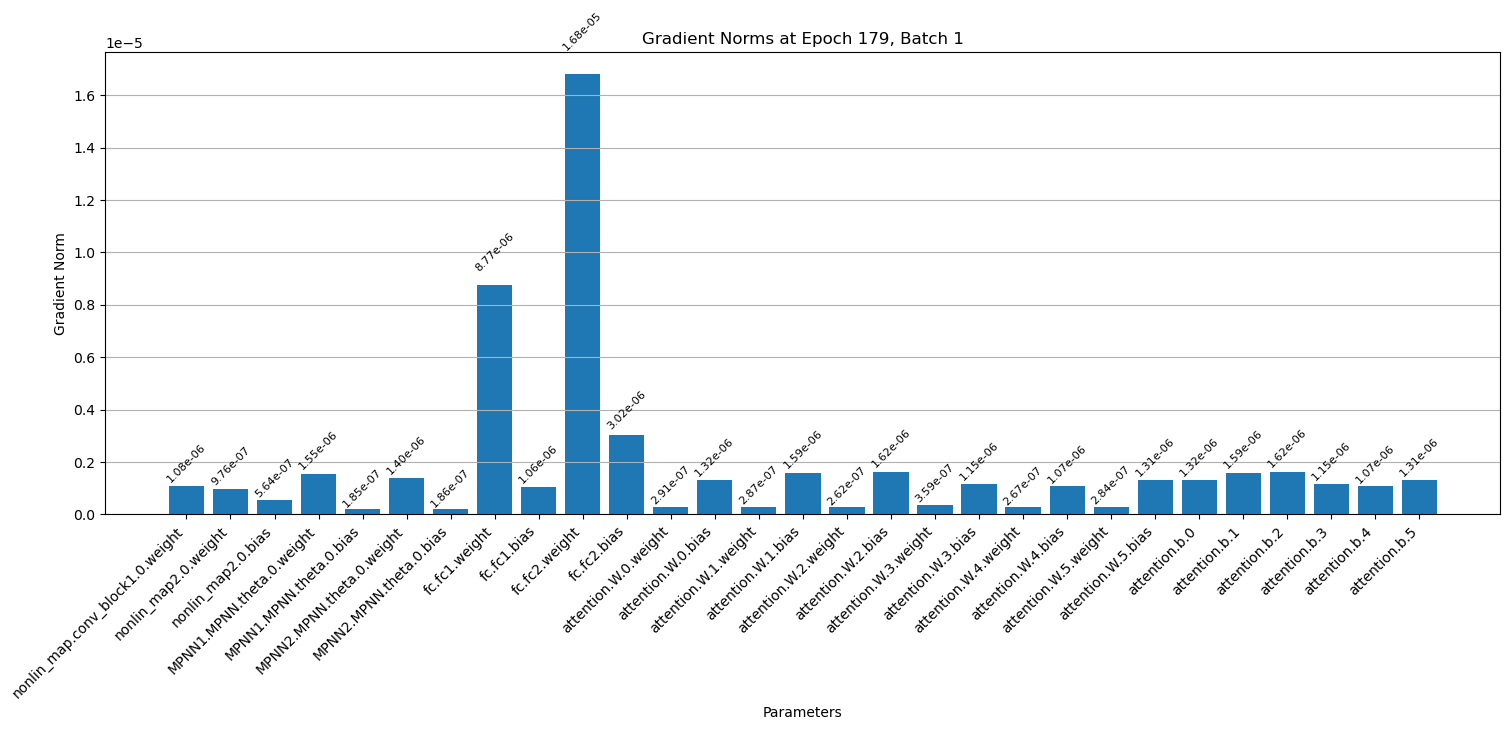 Gradient Norms at Epoch 179, Batch 1
1e−5
1.6
1.4
1.2
1.0
0.8
0.6
0.4
0.2
0.0
Gradient Norm
1.08e-06
9.76e-07
5.64e-07
1.55e-06
1.85e-07
1.40e-06
1.86e-07
8.77e-06
1.06e-06
1.68e-05
3.02e-06
2.91e-07
1.32e-06
2.87e-07
1.59e-06
2.62e-07
1.62e-06
3.59e-07
1.15e-06
2.67e-07
1.07e-06
2.84e-07
1.31e-06
1.32e-06
1.59e-06
1.62e-06
1.15e-06
1.07e-06
1.31e-06
nonlin_map.conv_block1.0.weight
nonlin_map2.0.weight
nonlin_map2.0.bias
MPNN1.MPNN.theta.0.weight
MPNN1.MPNN.theta.0.bias
MPNN2.MPNN.theta.0.weight
MPNN2.MPNN.theta.0.bias
fc.fc1.weight
fc.fc1.bias
fc.fc2.weight
fc.fc2.bias
attention.W.0.weight
attention.W.0.bias
attention.W.1.weight
attention.W.1.bias
attention.W.2.weight
attention.W.2.bias
attention.W.3.weight
attention.W.3.bias
attention.W.4.weight
attention.W.4.bias
attention.W.5.weight
attention.W.5.bias
attention.b.0
attention.b.1
attention.b.2
attention.b.3
attention.b.4
attention.b.5
Parameters